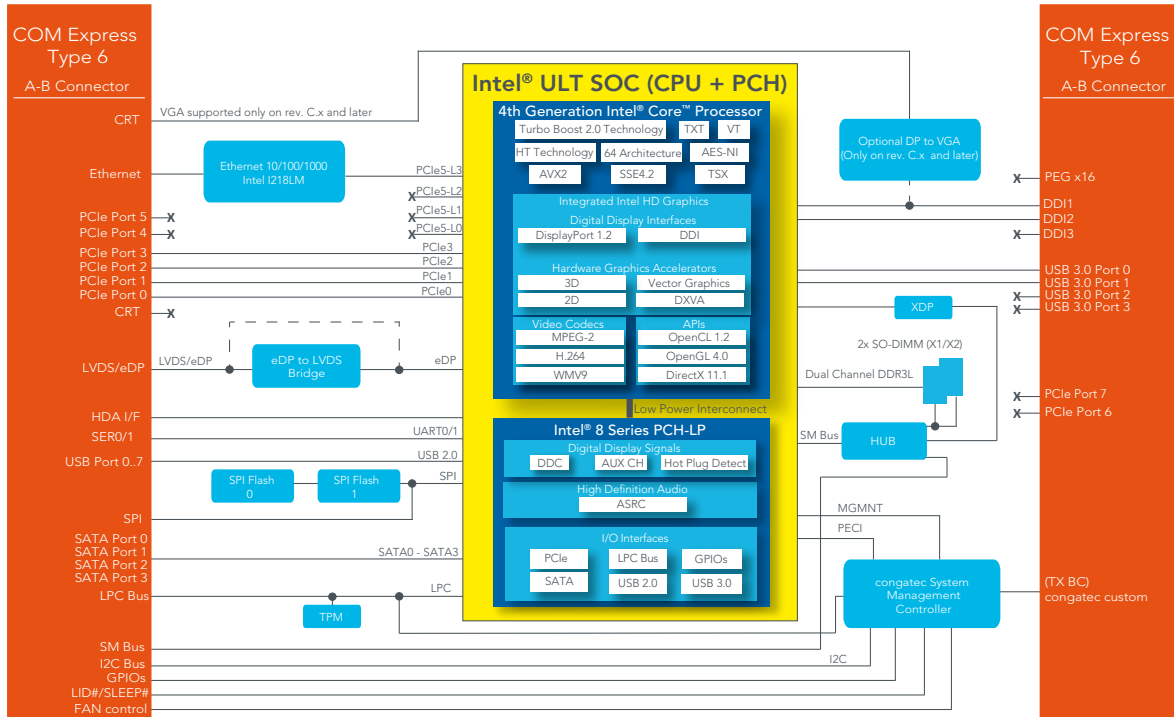 COM Express
Type 6
A-B Connector
CRT
Ethernet
PCIe Port 5
PCIe Port 4
PCIe Port 3
PCIe Port 2
PCIe Port 1
PCIe Port 0
CRT
LVDS/eDP
HDA I/F
SER0/1
USB Port 0..7
SPI
SATA Port 0
SATA Port 1
SATA Port 2
SATA Port 3
LPC Bus
SM Bus
I2C Bus
GPIOs
LID#/SLEEP#
FAN control
VGA supported only on rev. C.x and later
Ethernet 10/100/1000
Intel I218LM
PCIe5-L3
X PCIe5-L2
X PCIe5-L1
X PCIe5-L0
X
X
PCIe3
PCIe2
PCIe1
PCIe0
X
LVDS/eDP
eDP to LVDS
Bridge
eDP
UART0/1
USB 2.0
SPI Flash
0
SPI Flash
1
SPI
SATA0 - SATA3
LPC
TPM
Intel® ULT SOC (CPU + PCH)
4th Generation Intel® Core™ Processor
Turbo Boost 2.0 Technology
TXT
VT
HT Technology
64 Architecture
AES-NI
AVX2
SSE4.2
TSX
Integrated Intel HD Graphics
Digital Display Interfaces
DisplayPort 1.2
DDI
Hardware Graphics Accelerators
3D
Vector Graphics
2D
DXVA
Video Codecs
MPEG-2
H.264
WMV9
APIs
OpenCL 1.2
OpenGL 4.0
DirectX 11.1
Low Power Interconnect
Intel® 8 Series PCH-LP
Digital Display Signals
DDC
AUX CH
Hot Plug Detect
High Definition Audio
ASRC
I/O Interfaces
PCIe
LPC Bus
GPIOs
SATA
USB 2.0
USB 3.0
Optional DP to VGA
(Only on rev. C.x and later)
XDP
2x SO-DIMM (X1/X2)
Dual Channel DDR3L
SM Bus
HUB
MGMNT
PECI
congatec System
Management
Controller
I2C
COM Express
Type 6
A-B Connector
X PEG x16
DDI1
DDI2
X DDI3
USB 3.0 Port 0
USB 3.0 Port 1
X USB 3.0 Port 2
X USB 3.0 Port 3
X PCIe Port 7
X PCIe Port 6
(TX BC)
congatec custom